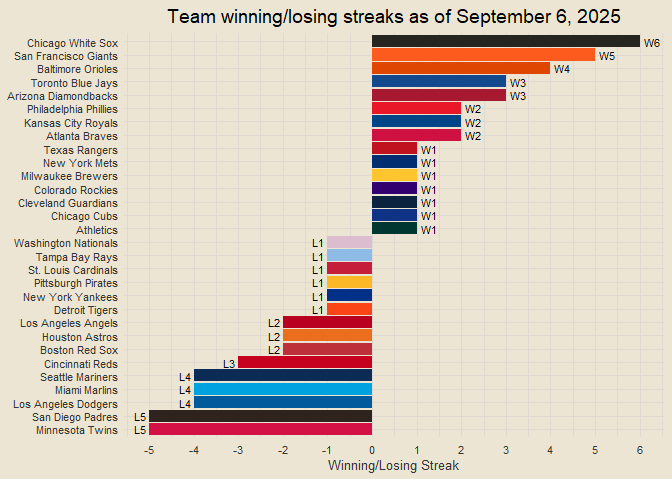 Team winning/losing streaks as of September 6, 2025
Chicago White Sox W6
San Francisco Giants W5
Baltimore Orioles W4
Toronto Blue Jays W3
Arizona Diamondbacks W3
Philadelphia Phillies W2
Kansas City Royals W2
Atlanta Braves W2
Texas Rangers W1
New York Mets W1
Milwaukee Brewers W1
Colorado Rockies W1
Cleveland Guardians W1
Chicago Cubs W1
Athletics W1
Washington Nationals L1
Tampa Bay Rays L1
St. Louis Cardinals L1
Pittsburgh Pirates L1
New York Yankees L1
Detroit Tigers L1
Los Angeles Angels L2
Houston Astros L2
Boston Red Sox L2
Cincinnati Reds L3
Seattle Mariners L4
Miami Marlins L4
Los Angeles Dodgers L4
San Diego Padres L5
Minnesota Twins L5
-5 -4 -3 -2 -1 0 1 2 3 4 5 6
Winning/Losing Streak